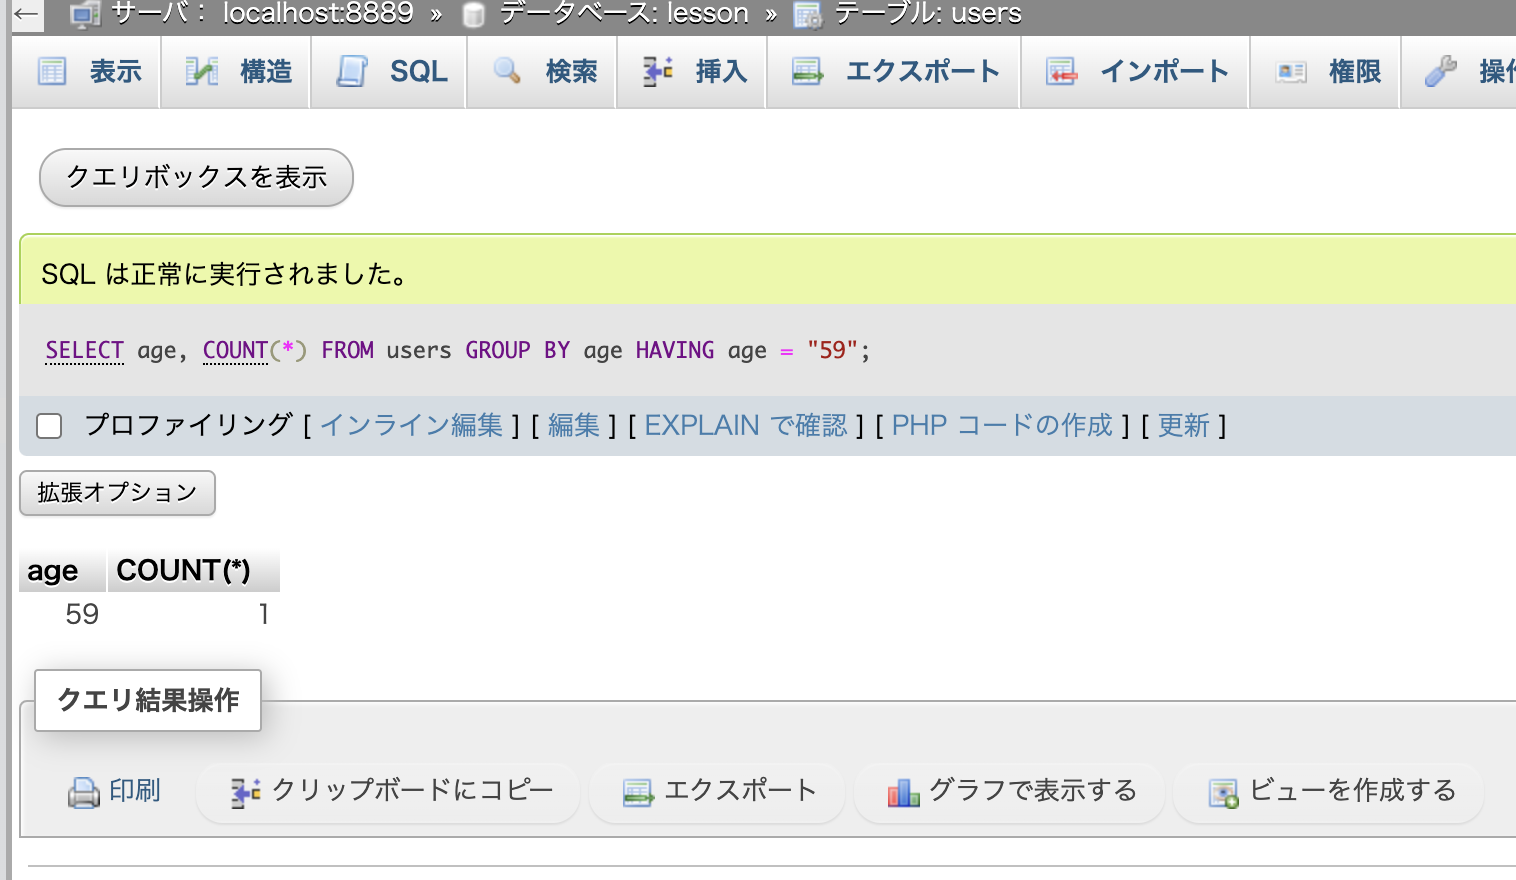 ← サーバ: localhost:8889 » データベース: lesson » テーブル: users
表示 構造 SQL 検索 挿入 エクスポート インポート 権限 操作
クエリボックスを表示
SQL は正常に実行されました。
SELECT age, COUNT(*) FROM users GROUP BY age HAVING age = "59";
プロファイリング [ インライン編集 ] [ 編集 ] [ EXPLAIN で確認 ] [ PHP コードの作成 ] [ 更新 ]
拡張オプション
age COUNT(*)
59 1
クエリ結果操作
印刷 クリップボードにコピー エクスポート グラフで表示する ビューを作成する